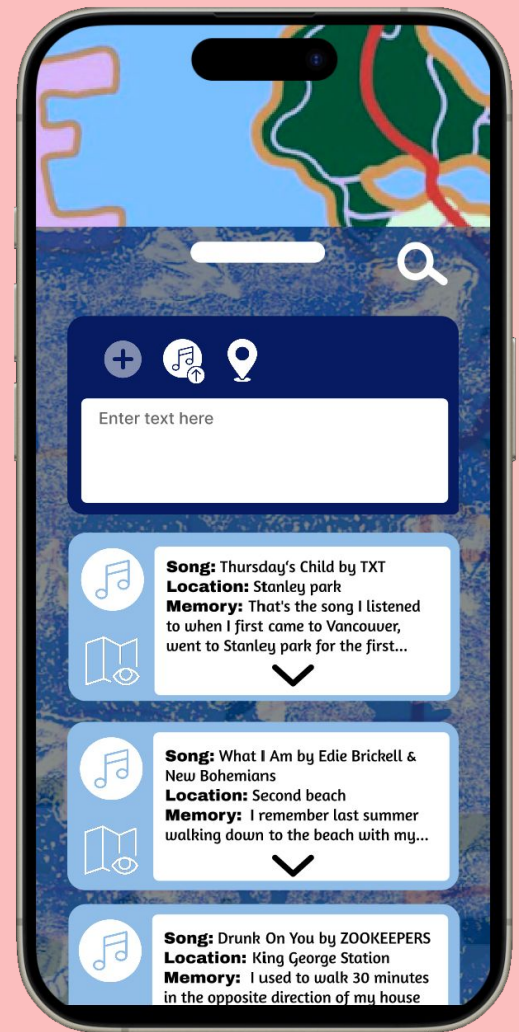 Enter text here
Song: Thursday's Child by TXT
Location: Stanley park
Memory: That's the song I listened
to when I first came to Vancouver,
went to Stanley park for the first...
Song: What I Am by Edie Brickell &
New Bohemians
Location: Second beach
Memory: I remember last summer
walking down to the beach with my...
Song: Drunk On You by ZOOKEEPERS
Location: King George Station
Memory: I used to walk 30 minutes
in the opposite direction of my house